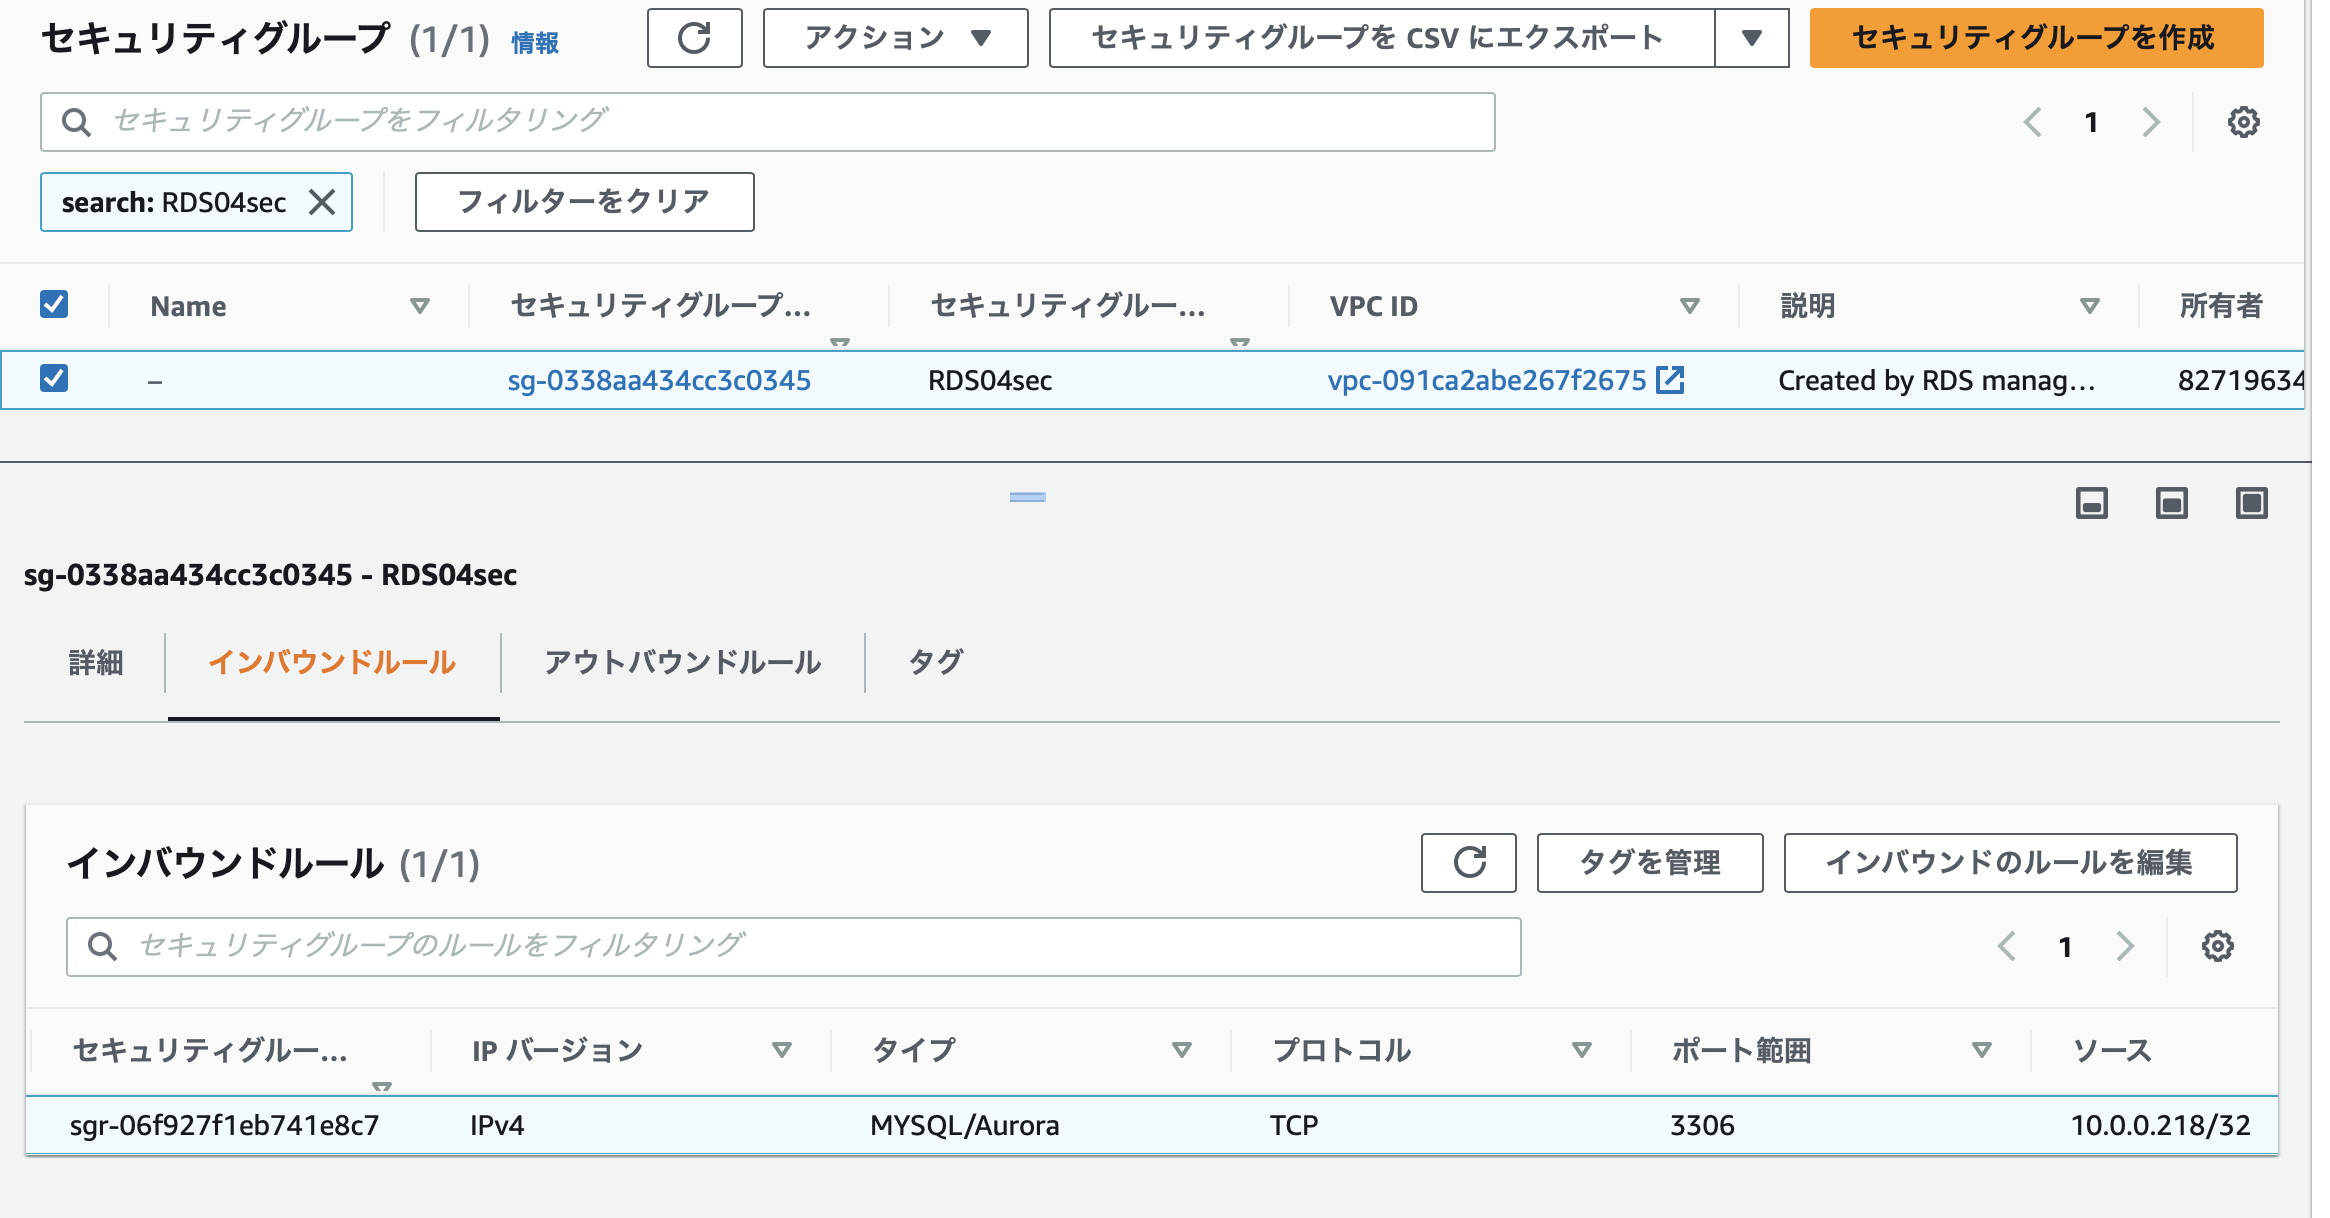 セキュリティグループ (1/1) 情報
アクション
セキュリティグループを CSV にエクスポート
セキュリティグループを作成
セキュリティグループをフィルタリング
1
search: RDS04sec
フィルターをクリア
Name セキュリティグループ... セキュリティグルー... VPC ID 説明 所有者
– sg-0338aa434cc3c0345 RDS04sec vpc-091ca2abe267f2675 Created by RDS manag... 82719634
sg-0338aa434cc3c0345 - RDS04sec
詳細 インバウンドルール アウトバウンドルール タグ
インバウンドルール (1/1)
タグを管理
インバウンドのルールを編集
セキュリティグループのルールをフィルタリング
1
セキュリティグルー... IP バージョン タイプ プロトコル ポート範囲 ソース
sgr-06f927f1eb741e8c7 IPv4 MYSQL/Aurora TCP 3306 10.0.0.218/32